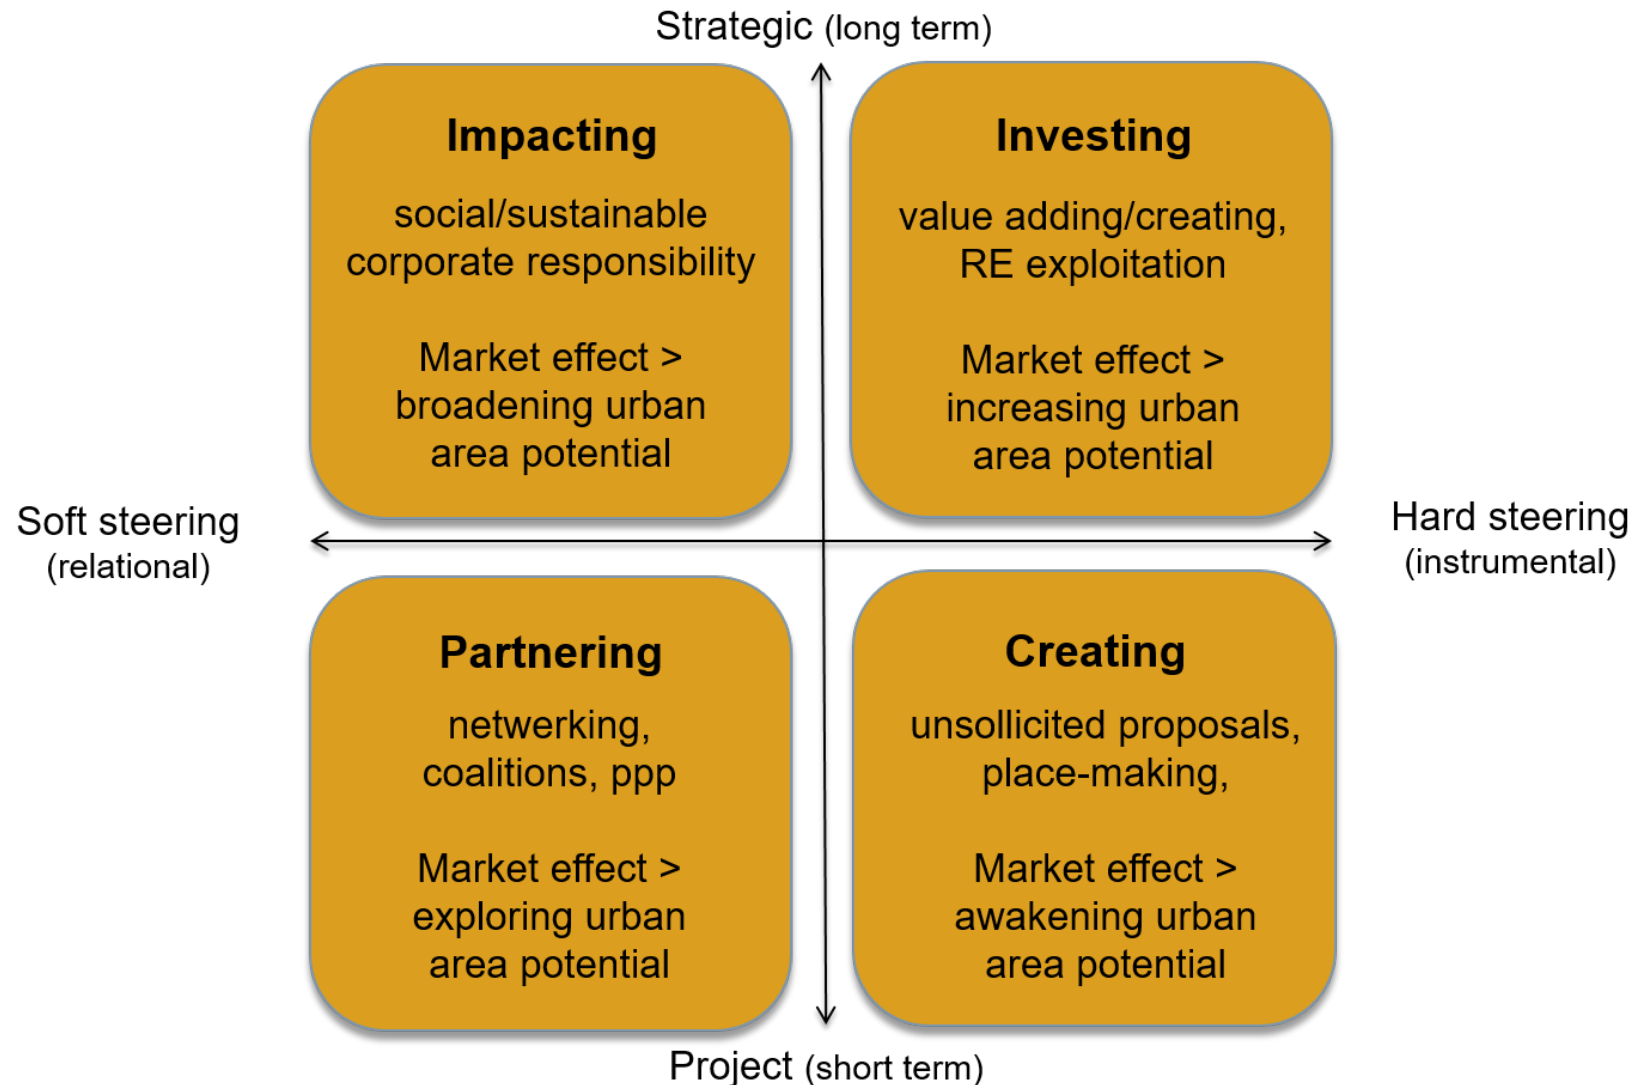 Strategic (long term)
Impacting
social/sustainable
corporate responsibility
Market effect >
broadening urban
area potential
Investing
value adding/creating,
RE exploitation
Market effect >
increasing urban
area potential
Soft steering
(relational)
Hard steering
(instrumental)
Partnering
netwerking,
coalitions, ppp
Market effect >
exploring urban
area potential
Creating
unsollicited proposals,
place-making,
Market effect >
awakening urban
area potential
Project (short term)